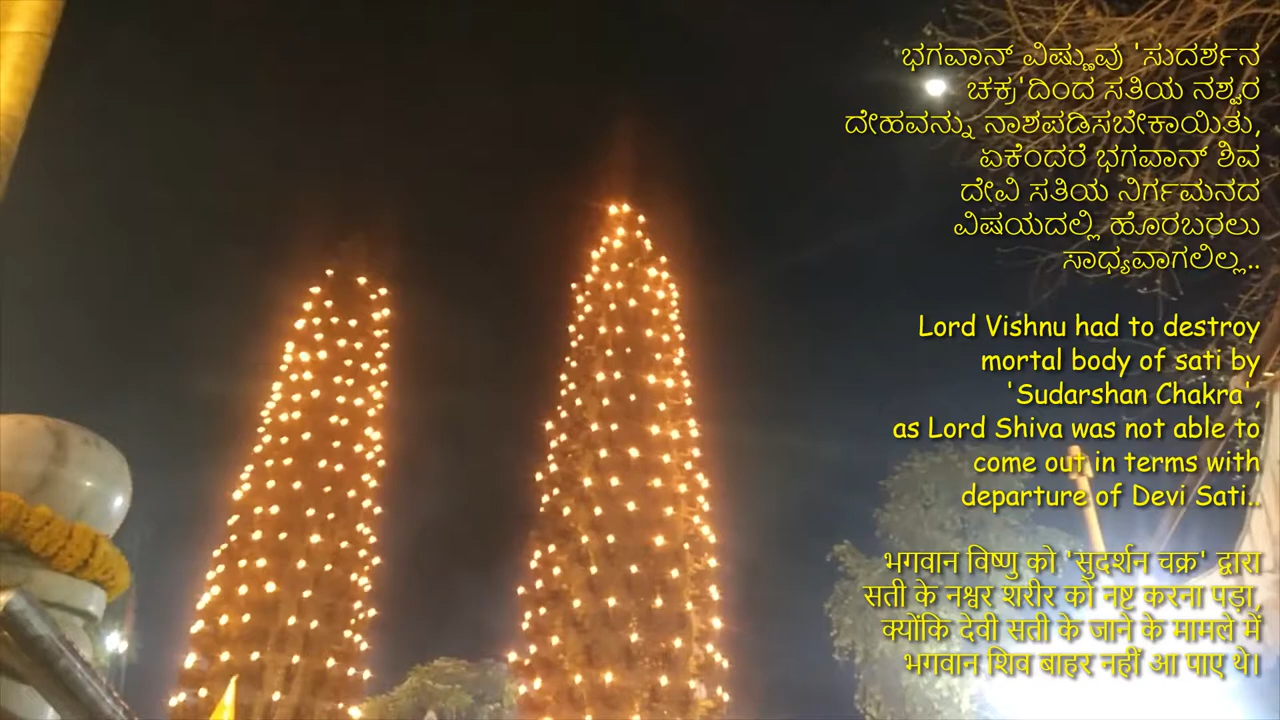 ಭಗವಾನ್ ವಿಷ್ಣುವು 'ಸುದರ್ಶನ
ಚಕ್ರ'ದಿಂದ ಸತಿಯ ನಶ್ವರ
ದೇಹವನ್ನು ನಾಶಪಡಿಸಬೇಕಾಯಿತು,
ಏಕೆಂದರೆ ಭಗವಾನ್ ಶಿವ
ದೇವಿ ಸತಿಯ ನಿರ್ಗಮನದ
ವಿಷಯದಲ್ಲಿ ಹೊರಬರಲು
ಸಾಧ್ಯವಾಗಲಿಲ್ಲ..
Lord Vishnu had to destroy
mortal body of sati by
'Sudarshan Chakra',
as Lord Shiva was not able to
come out in terms with
departure of Devi Sati..
भगवान विष्णु को 'सुदर्शन चक्र' द्वारा
सती के नश्वर शरीर को नष्ट करना पड़ा,
क्योंकि देवी सती के जाने के मामले में
भगवान शिव बाहर नहीं आ पाए थे।